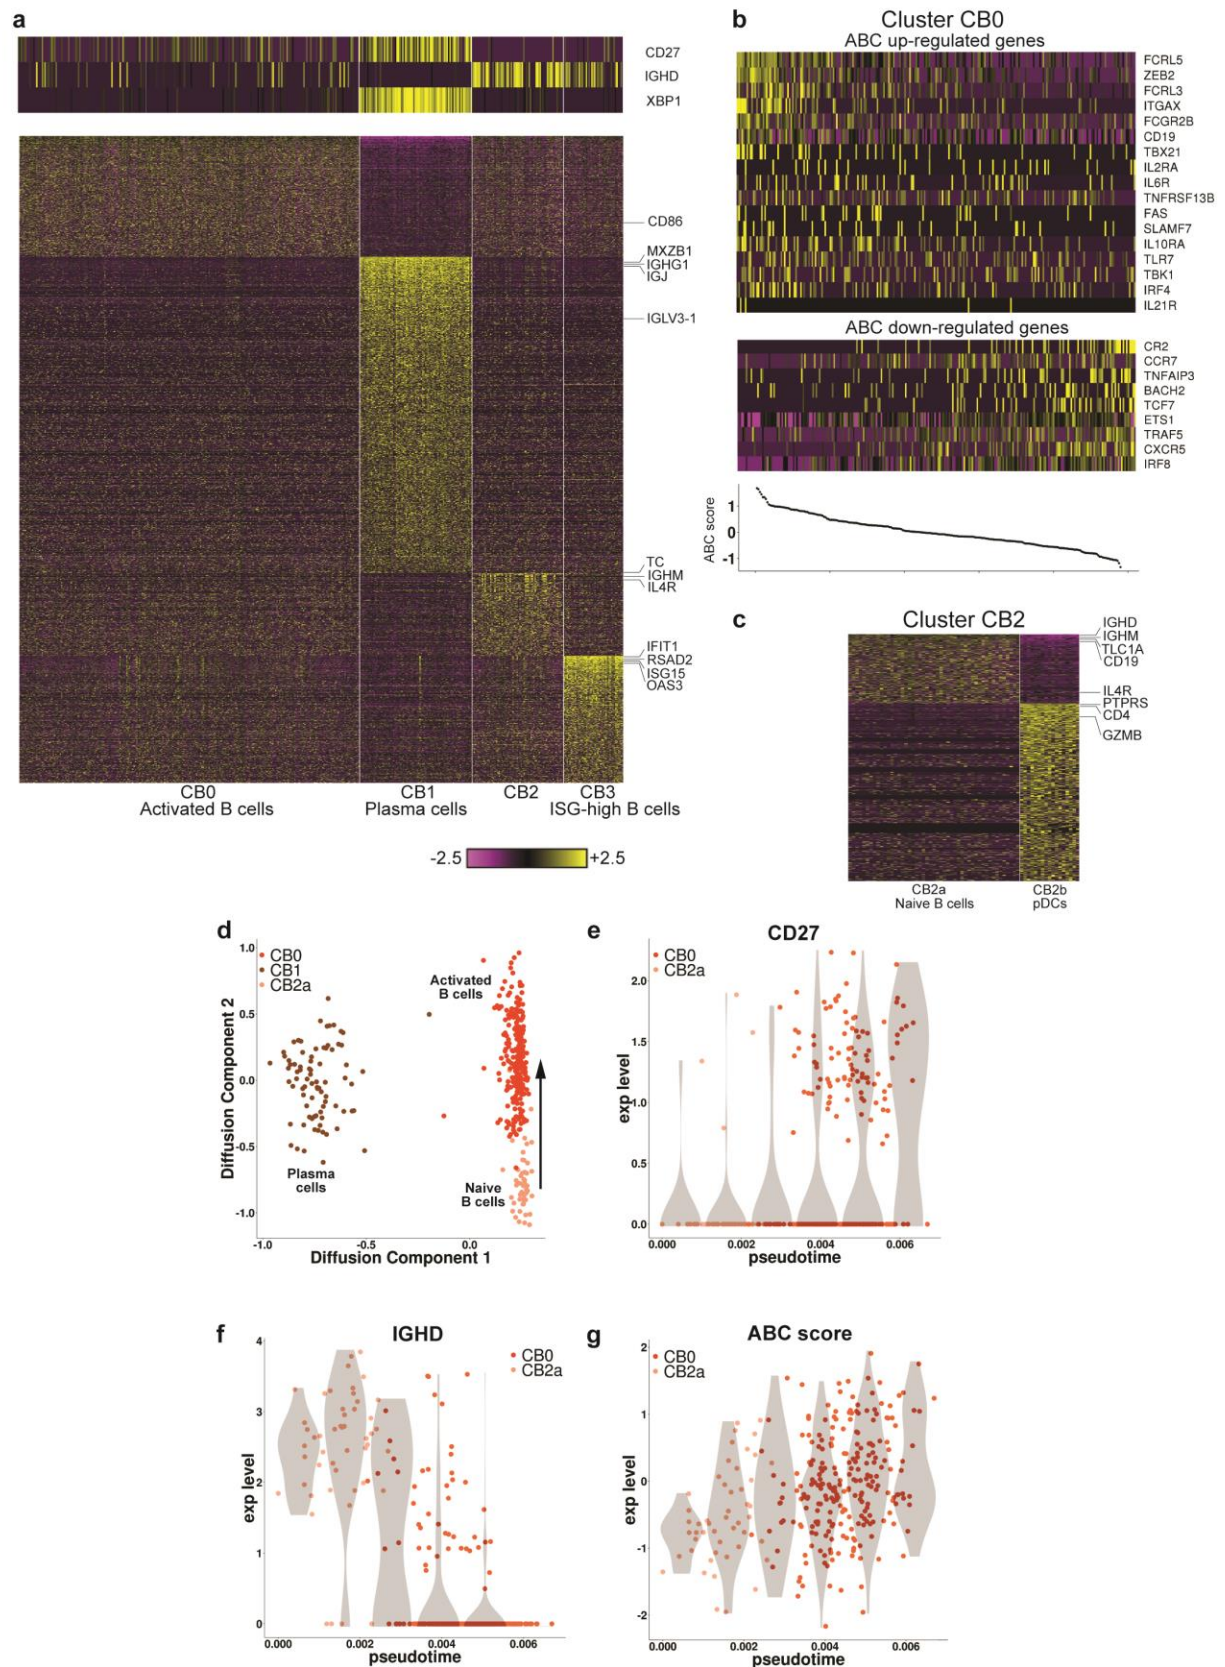 a
CD27
IGHD
XBP1
CD86
MXZB1
IGHG1
IGJ
IGLV3-1
TC
IGHM
IL4R
IFIT1
RSAD2
ISG15
OAS3
CB0
Activated B cells
CB1
Plasma cells
CB2
CB3
ISG-high B cells
-2.5
+2.5
b
Cluster CB0
ABC up-regulated genes
FCRL5
ZEB2
FCRL3
ITGAX
FCGR2B
CD19
TBX21
IL2RA
IL6R
TNFRSF13B
FAS
SLAMF7
IL10RA
TLR7
TBK1
IRF4
IL21R
ABC down-regulated genes
CR2
CCR7
TNFAIP3
BACH2
TCF7
ETS1
TRAF5
CXCR5
IRF8
ABC score
1
0
-1
c
Cluster CB2
IGHD
IGHM
TLC1A
CD19
IL4R
PTPRS
CD4
GZMB
CB2a
Naive B cells
CB2b
pDCs
d
CB0
CB1
CB2a
Activated
B cells
Plasma
cells
Naive
B cells
Diffusion Component 2
1.0
0.5
0.0
-0.5
-1.0
-1.0
-0.5
0.0
Diffusion Component 1
e
CD27
CB0
CB2a
exp level
2.0
1.5
1.0
0.5
0.0
0.000
0.002
0.004
0.006
pseudotime
f
IGHD
CB0
CB2a
exp level
4
3
2
1
0
0.000
0.002
0.004
0.006
pseudotime
g
ABC score
CB0
CB2a
exp level
2
1
0
-1
-2
0.000
0.002
0.004
0.006
pseudotime